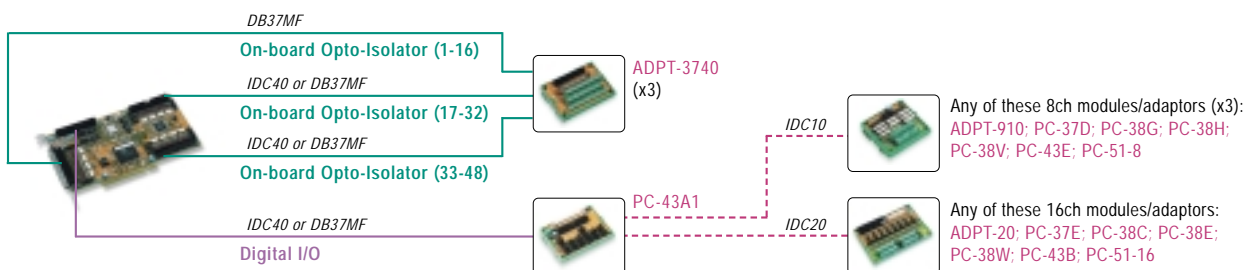 DB37MF
On-board Opto-Isolator (1-16)
IDC40 or DB37MF
On-board Opto-Isolator (17-32)
IDC40 or DB37MF
On-board Opto-Isolator (33-48)
IDC40 or DB37MF
Digital I/O
ADPT-3740
(x3)
PC-43A1
IDC10
IDC20
Any of these 8ch modules/adaptors (x3):
ADPT-910; PC-37D; PC-38G; PC-38H;
PC-38V; PC-43E; PC-51-8
Any of these 16ch modules/adaptors:
ADPT-20; PC-37E; PC-38C; PC-38E;
PC-38W; PC-43B; PC-51-16